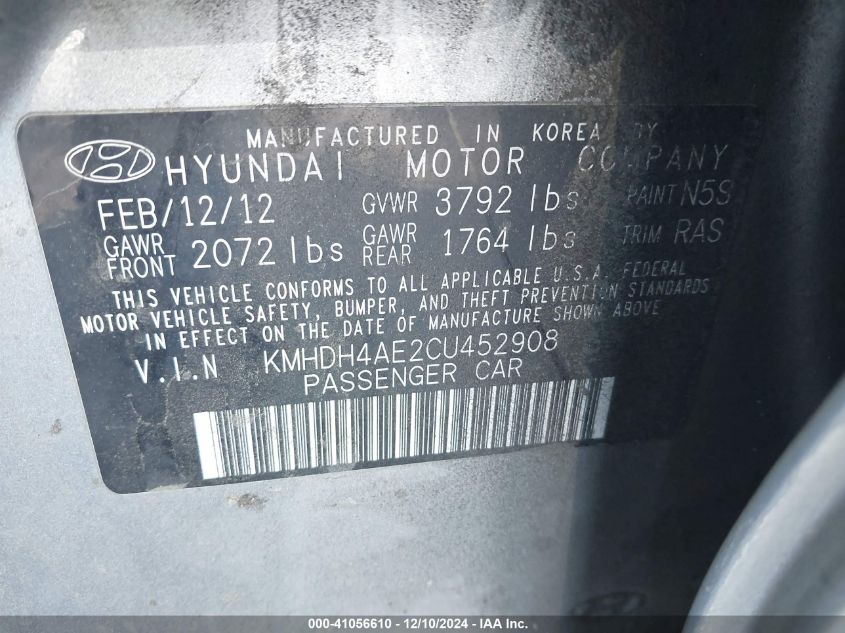 MANUFACTURED IN KOREA BY
HYUNDAI MOTOR COMPANY
FEB/12/12 GVWR 3792 lbs PAINT N5S
GAWR FRONT 2072 lbs GAWR REAR 1764 lbs TRIM RAS
THIS VEHICLE CONFORMS TO ALL APPLICABLE U.S.A. FEDERAL
MOTOR VEHICLE SAFETY, BUMPER, AND THEFT PREVENTION STANDARDS
IN EFFECT ON THE DATE OF MANUFACTURE SHOWN ABOVE
V.I.N KMHDH4AE2CU452908
PASSENGER CAR
000-41056610 - 12/10/2024 - IAAI, Inc.